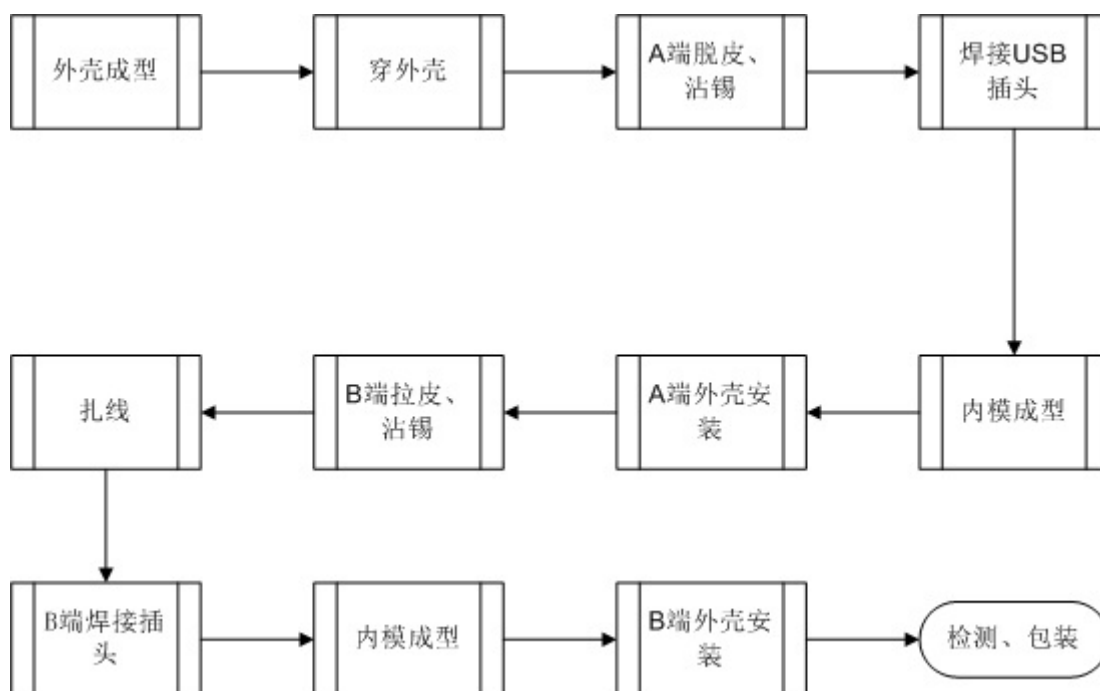 外壳成型
穿外壳
A端脱皮、
沾锡
焊接USB
插头
内模成型
A端外壳安
装
B端拉皮、
沾锡
扎线
B端焊接插
头
内模成型
B端外壳安
装
检测、包装